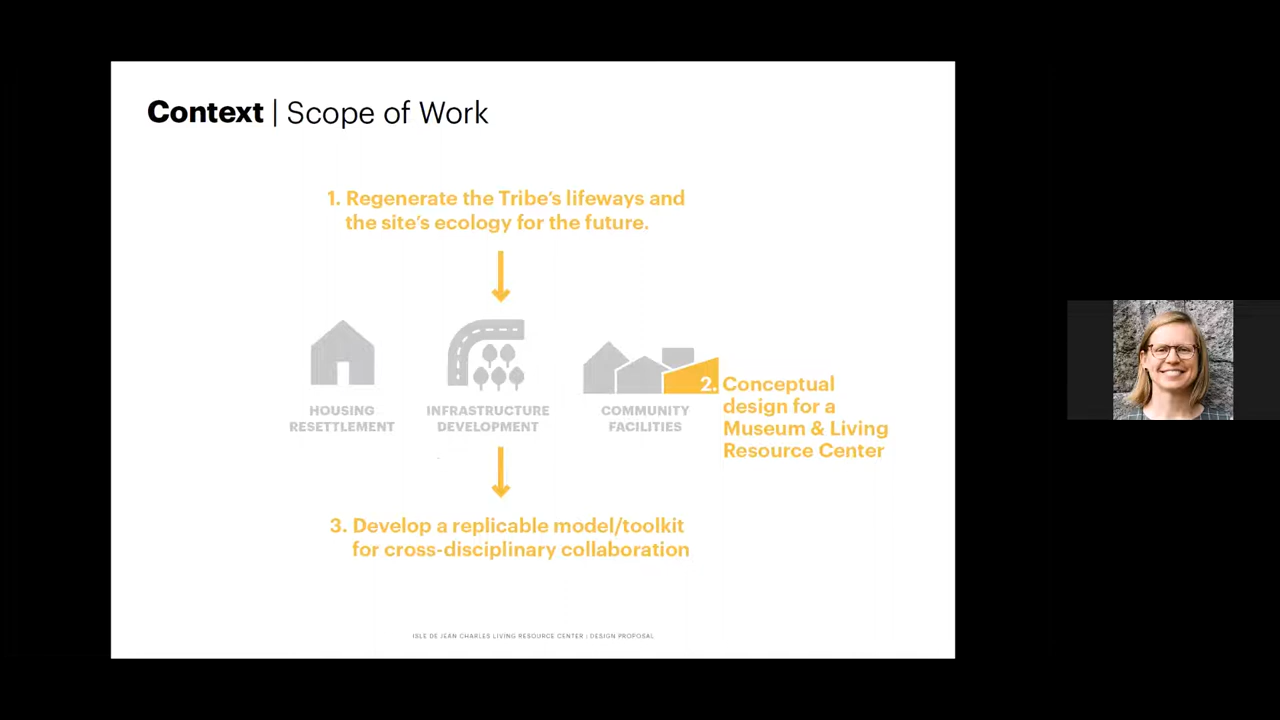 Context | Scope of Work
1. Regenerate the Tribe's lifeways and
the site's ecology for the future.
HOUSING
RESETTLEMENT
INFRASTRUCTURE
DEVELOPMENT
COMMUNITY
FACILITIES
2. Conceptual
design for a
Museum & Living
Resource Center
3. Develop a replicable model/toolkit
for cross-disciplinary collaboration
ISLE DE JEAN CHARLES LIVING RESOURCE CENTER | DESIGN PROPOSAL